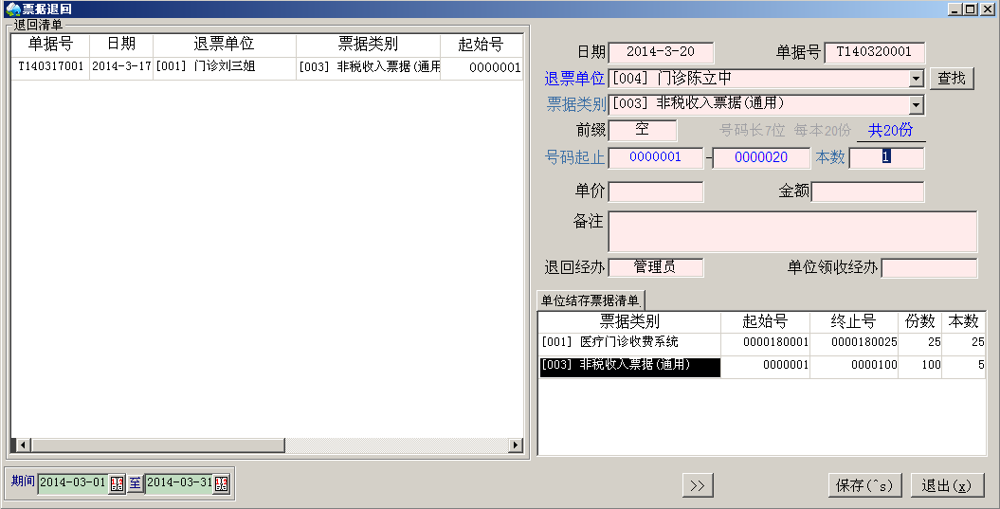 票据退回
退回清单
单据号 日期 退票单位 票据类别 起始号
T140317001 2014-3-17 [001] 门诊刘三姐 [003] 非税收入票据(通用 0000001
期间 2014-03-01 至 2014-03-31
日期 2014-3-20 单据号 T140320001
退票单位 [004] 门诊陈立中 查找
票据类别 [003] 非税收入票据(通用)
前缀 空 号码长7位 每本20份 共20份
号码起止 0000001 - 0000020 本数 1
单价 金额
备注
退回经办 管理员 单位领收经办
单位结存票据清单
票据类别 起始号 终止号 份数 本数
[001] 医疗门诊收费系统 0000180001 0000180025 25 25
[003] 非税收入票据(通用) 0000001 0000100 100 5
>> 保存(^s) 退出(x)